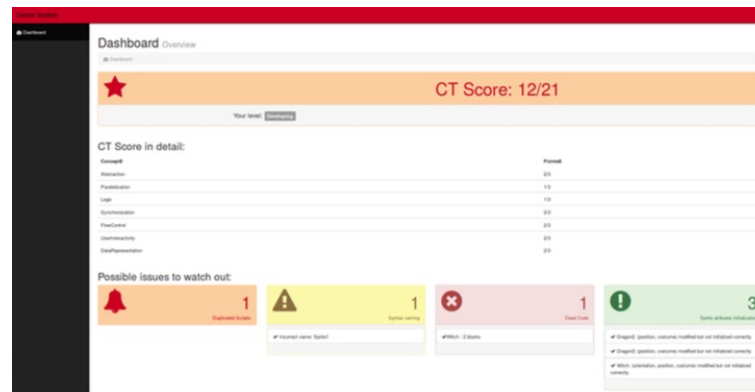 Dashboard
Dashboard Overview
Dashboard
CT Score: 12/21
Your level: Developing
CT Score in detail:
Concept# Points#
Abstraction 2/3
Parallelization 1/3
Logic 1/3
Synchronization 2/3
FlowControl 2/3
UserInteractivity 2/3
DataRepresentation 2/3
Possible issues to watch out:
1
Duplicated Scripts
1
Sprites naming
✔ Incorrect name: Sprite1
1
Dead Code
✔Witch : 2 blocks
3
Sprite attributes initialization
✔ Dragon2: (position, costume) modified but not initialized correctly.
✔ Dragon3: (position, costume) modified but not initialized correctly.
✔ Witch: (orientation, position, costume) modified but not initialized
correctly.